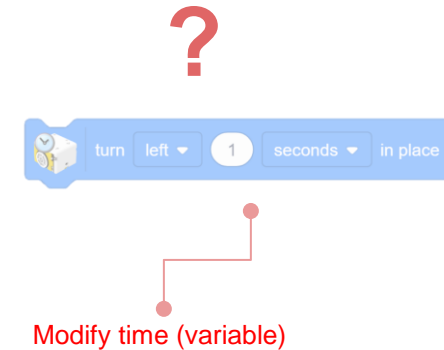 ?
turn left 1 seconds in place
Modify time (variable)